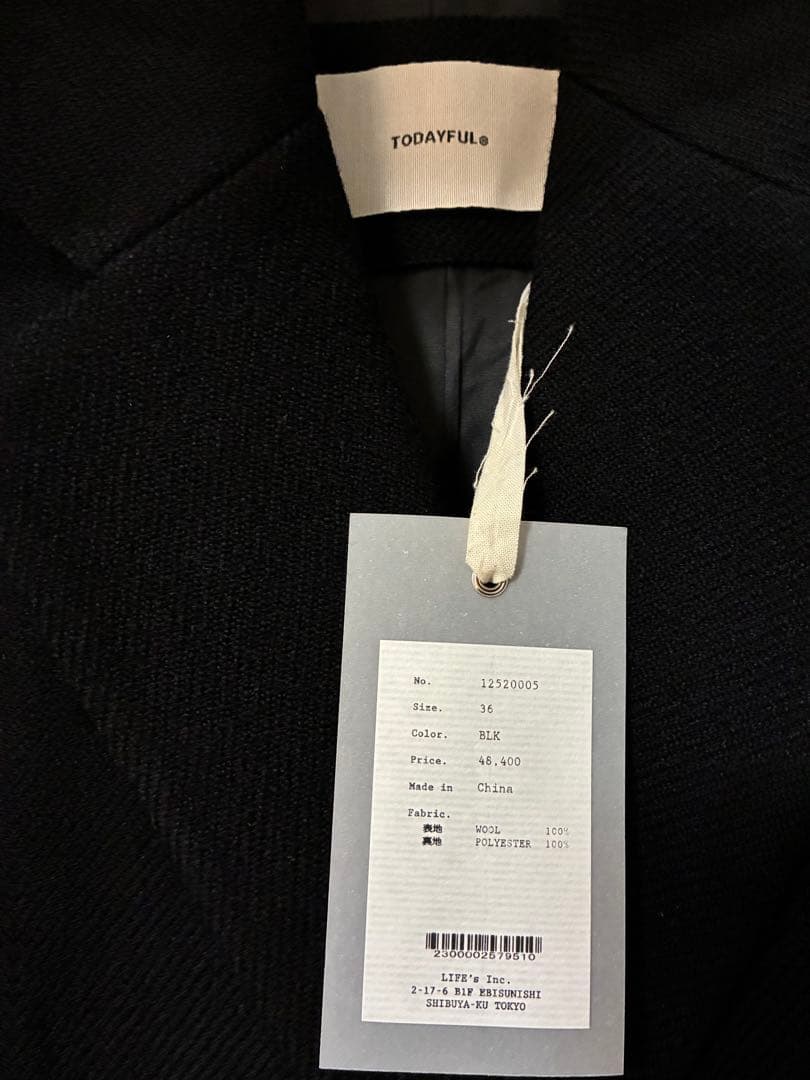 TODAYFUL®
No. 12520005
Size. 36
Color. BLK
Price. 48,400
Made in China
Fabric.
表地 WOOL 100%
裏地 POLYESTER 100%
2300002579510
LIFE's Inc.
2-17-6 B1F EBISUNISHI
SHIBUYA-KU TOKYO